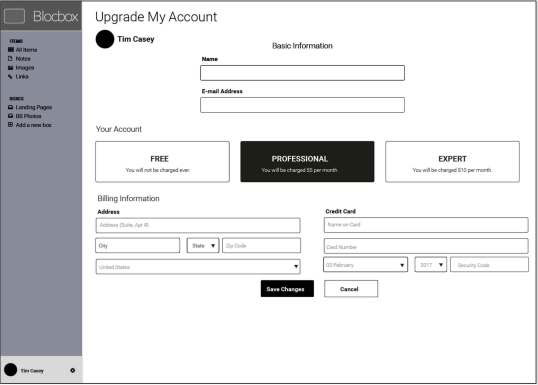 Blocbox
ITEMS
All Items
Notes
Images
Links
BOXES
Landing Pages
BB Photos
Add a new box
Tim Casey
Upgrade My Account
Tim Casey
Basic Information
Name
E-mail Address
Your Account
FREE
You will not be charged ever.
PROFESSIONAL
You will be charged $5 per month.
EXPERT
You will be charged $10 per month.
Billing Information
Address
Address (Suite, Apt #)
City
State
Zip Code
United States
Credit Card
Name on Card
Card Number
02 February
2017
Security Code
Save Changes
Cancel